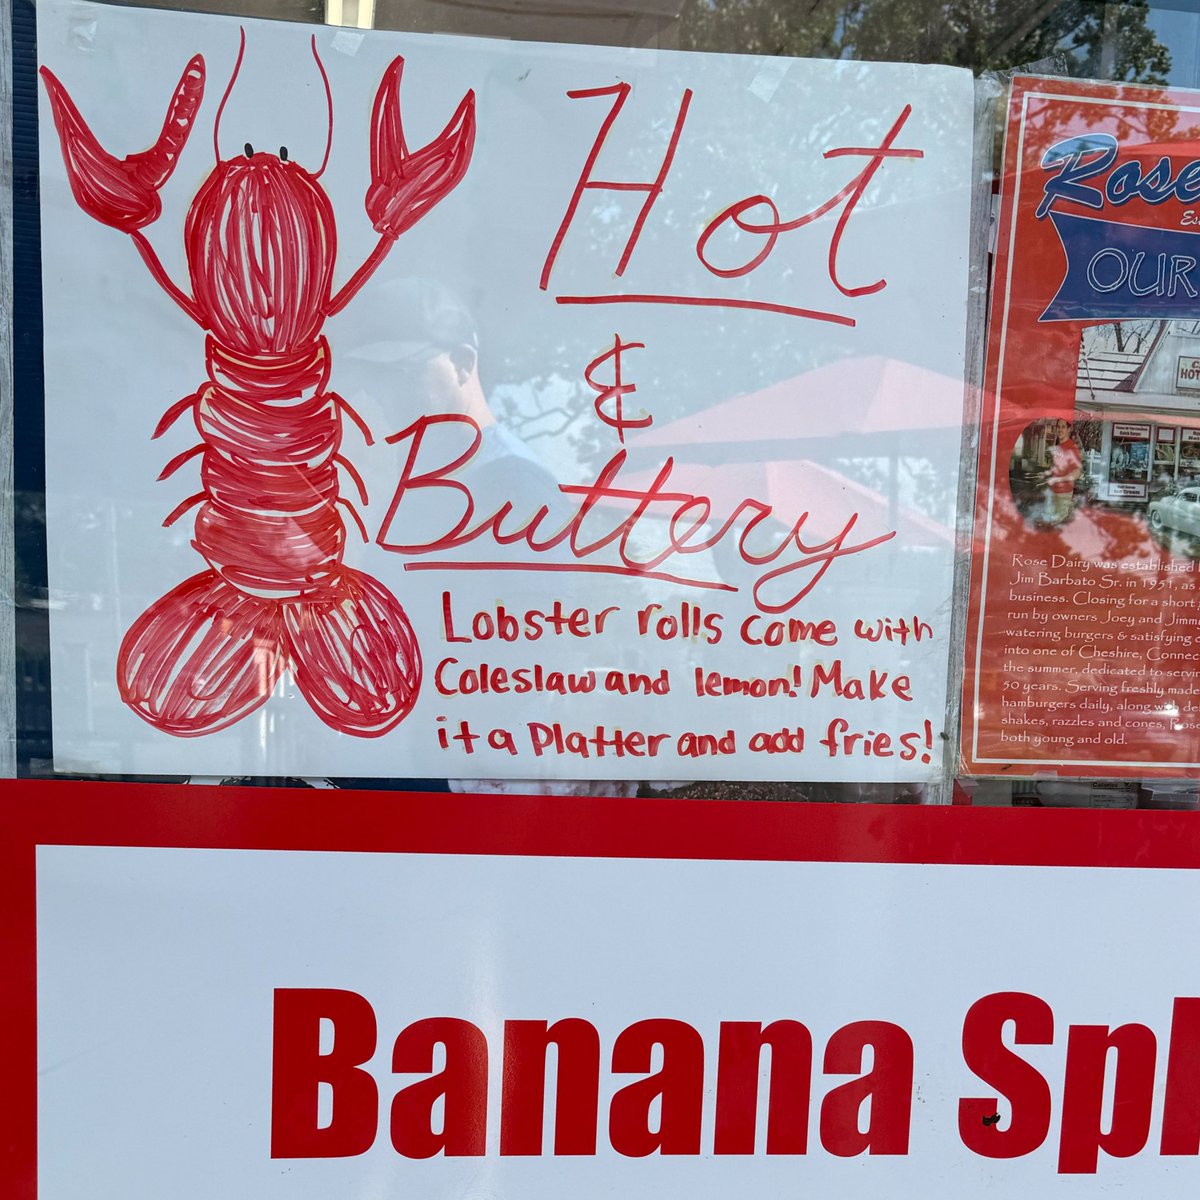 Hot
&
Buttery
Lobster rolls come with
Coleslaw and lemon! Make
it a Platter and add fries!
Rose
OUR
HOT
Rose Dairy was established
Jim Barbato Sr. in 1951, as
business. Closing for a short
run by owners Joey and Jimmy
watering burgers & satisfying
into one of Cheshire, Connec
the summer, dedicated to servi
50 years. Serving freshly made
hamburgers daily, along with de
shakes, razzles and cones, Rose
both young and old.
Banana Spl